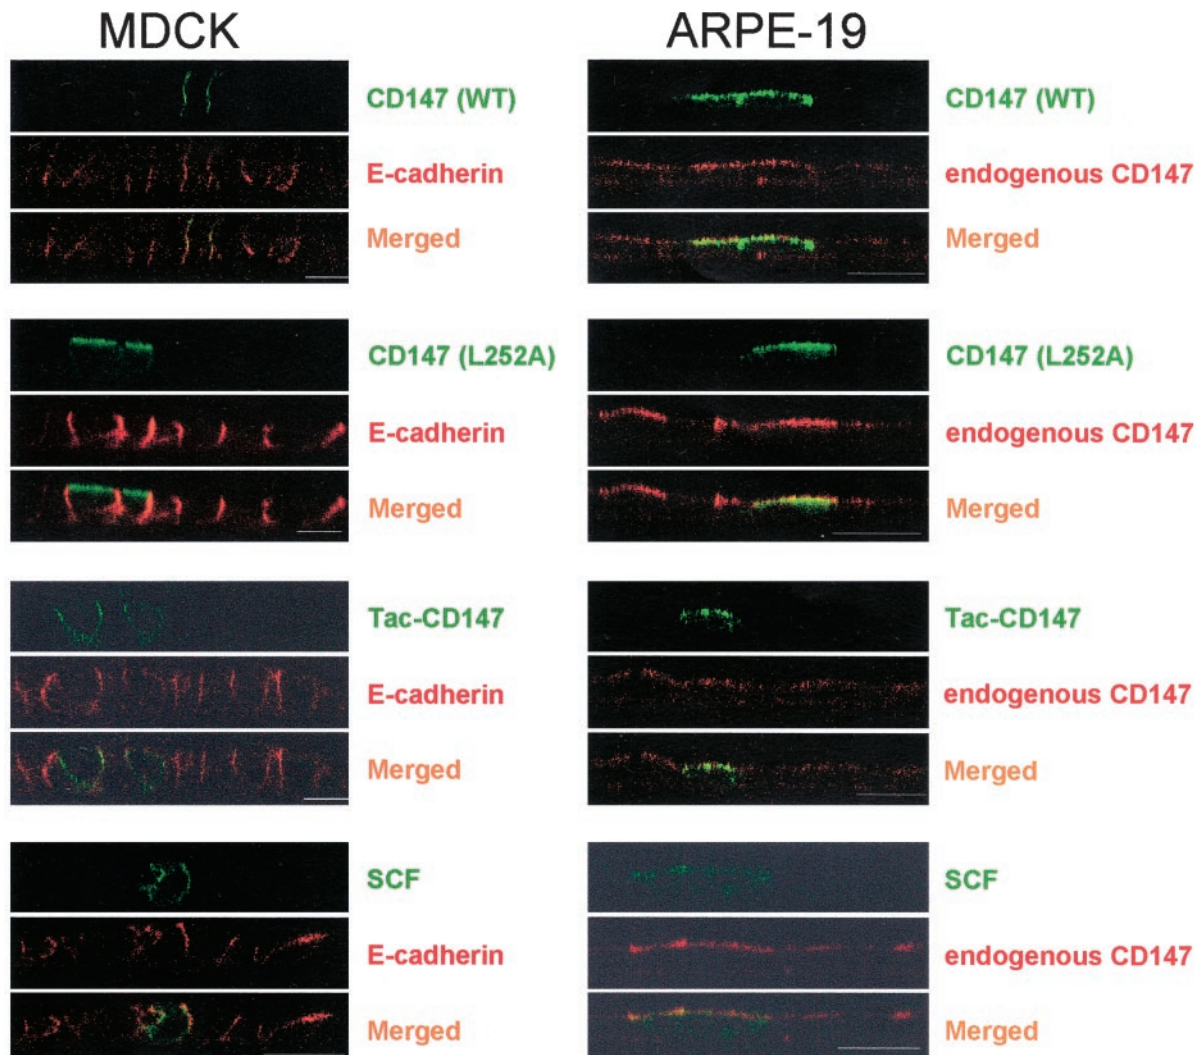 MDCK
CD147 (WT)
E-cadherin
Merged
CD147 (L252A)
E-cadherin
Merged
Tac-CD147
E-cadherin
Merged
SCF
E-cadherin
Merged
ARPE-19
CD147 (WT)
endogenous CD147
Merged
CD147 (L252A)
endogenous CD147
Merged
Tac-CD147
endogenous CD147
Merged
SCF
endogenous CD147
Merged